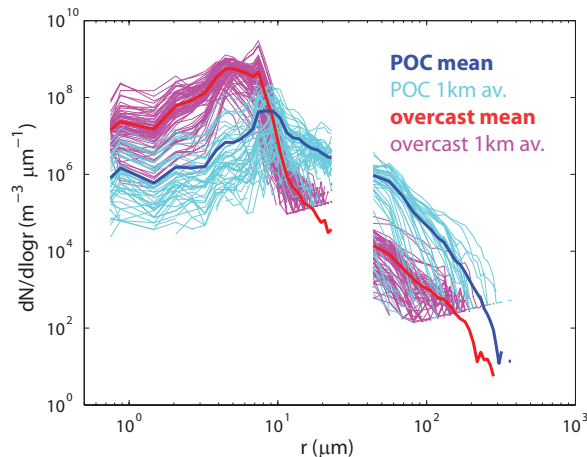 10^10
10^8
10^6
10^4
10^2
10^0
dN/dlogr (m^−3 μm^−1)
POC mean
POC 1km av.
overcast mean
overcast 1km av.
10^0 10^1 10^2 10^3
r (μm)